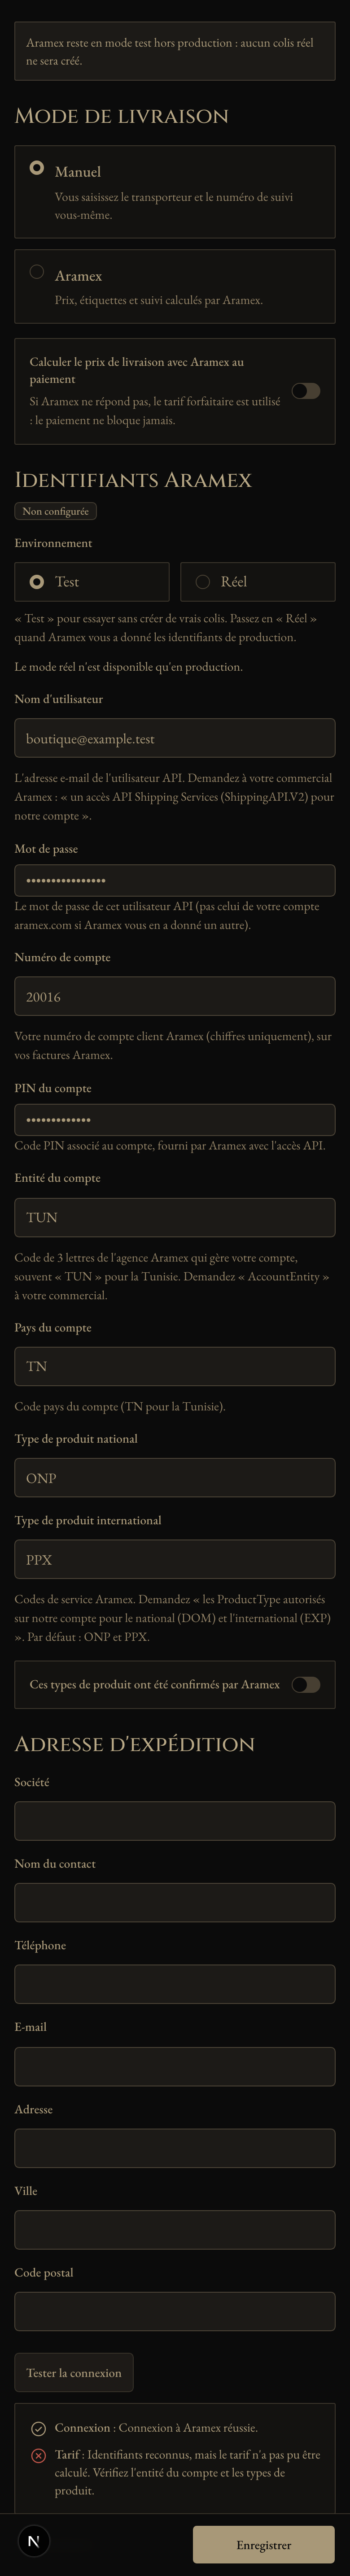 Aramex reste en mode test hors production : aucun colis réel
ne sera créé.
Mode de livraison
Manuel
Vous saisissez le transporteur et le numéro de suivi
vous-même.
Aramex
Prix, étiquettes et suivi calculés par Aramex.
Calculer le prix de livraison avec Aramex au
paiement
Si Aramex ne répond pas, le tarif forfaitaire est utilisé
: le paiement ne bloque jamais.
Identifiants Aramex
Non configurée
Environnement
Test
Réel
« Test » pour essayer sans créer de vrais colis. Passez en « Réel »
quand Aramex vous a donné les identifiants de production.
Le mode réel n'est disponible qu'en production.
Nom d'utilisateur
boutique@example.test
L'adresse e-mail de l'utilisateur API. Demandez à votre commercial
Aramex : « un accès API Shipping Services (ShippingAPI.V2) pour
notre compte ».
Mot de passe
••••••••••••••••
Le mot de passe de cet utilisateur API (pas celui de votre compte
aramex.com si Aramex vous en a donné un autre).
Numéro de compte
20016
Votre numéro de compte client Aramex (chiffres uniquement), sur
vos factures Aramex.
PIN du compte
•••••••••••••
Code PIN associé au compte, fourni par Aramex avec l'accès API.
Entité du compte
TUN
Code de 3 lettres de l'agence Aramex qui gère votre compte,
souvent « TUN » pour la Tunisie. Demandez « AccountEntity »
à votre commercial.
Pays du compte
TN
Code pays du compte (TN pour la Tunisie).
Type de produit national
ONP
Type de produit international
PPX
Codes de service Aramex. Demandez « les ProductType autorisés
sur notre compte pour le national (DOM) et l'international (EXP)
». Par défaut : ONP et PPX.
Ces types de produit ont été confirmés par Aramex
Adresse d'expédition
Société
Nom du contact
Téléphone
E-mail
Adresse
Ville
Code postal
Tester la connexion
Connexion : Connexion à Aramex réussie.
Tarif : Identifiants reconnus, mais le tarif n'a pas pu être
calculé. Vérifiez l'entité du compte et les types de
produit.
N
Enregistrer